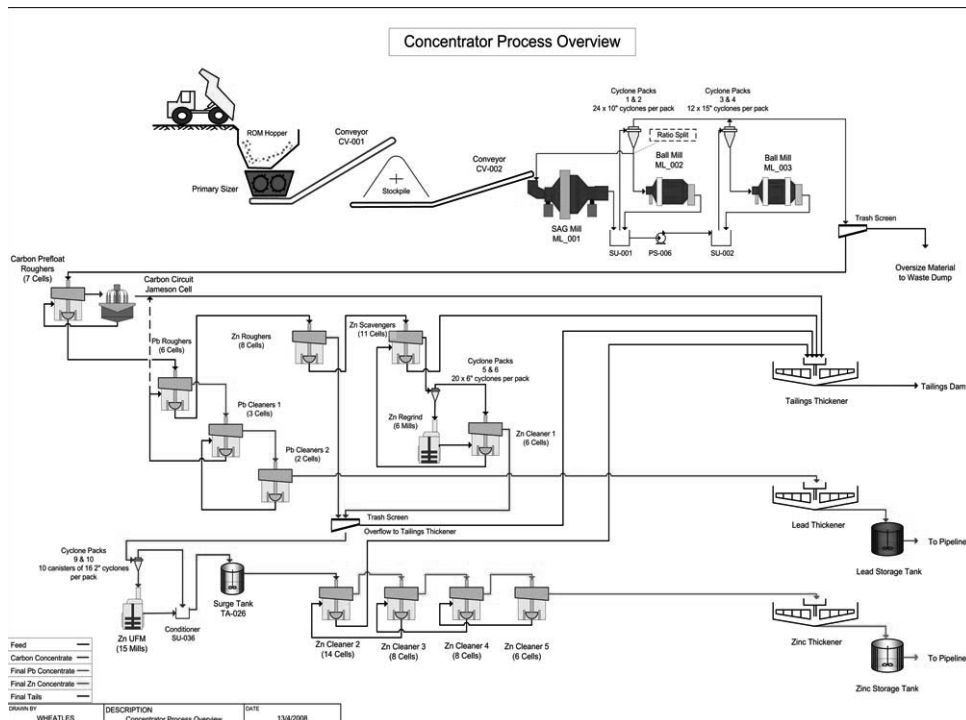 Concentrator Process Overview
Cyclone Packs
1 & 2
24 x 10" cyclones per pack
Cyclone Packs
3 & 4
12 x 15" cyclones per pack
ROM Hopper
Conveyor
CV-001
Ratio Split
Primary Sizer
Stockpile
Conveyor
CV-002
Ball Mill
ML_002
Ball Mill
ML_003
SAG Mill
ML_001
SU-001
PS-006
SU-002
Trash Screen
Oversize Material
to Waste Dump
Carbon Prefloat
Roughers
(7 Cells)
Carbon Circuit
Jameson Cell
Pb Roughers
(6 Cells)
Zn Roughers
(8 Cells)
Zn Scavengers
(11 Cells)
Cyclone Packs
5 & 6
20 x 6" cyclones per pack
Pb Cleaners 1
(3 Cells)
Zn Regrind
(6 Mills)
Zn Cleaner 1
(6 Cells)
Pb Cleaners 2
(2 Cells)
Tailings Thickener
Tailings Dam
Trash Screen
Overflow to Tailings Thickener
Lead Thickener
To Pipeline
Lead Storage Tank
Cyclone Packs
9 & 10
10 canisters of 16 2" cyclones
per pack
Surge Tank
TA-026
Zn UFM
(15 Mills)
Conditioner
SU-036
Zn Cleaner 2
(14 Cells)
Zn Cleaner 3
(8 Cells)
Zn Cleaner 4
(8 Cells)
Zn Cleaner 5
(6 Cells)
Zinc Thickener
To Pipeline
Zinc Storage Tank
Feed
Carbon Concentrate
Final Pb Concentrate
Final Zn Concentrate
Final Tails
DRAWN BY
WHEATLES
DESCRIPTION
Concentrator Process Overview
DATE
13/4/2008